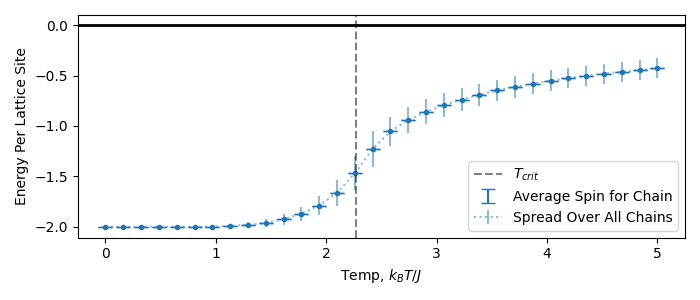 0.0
−0.5
−1.0
−1.5
−2.0
Energy Per Lattice Site
T_crit
Average Spin for Chain
Spread Over All Chains
0 1 2 3 4 5
Temp, k_BT/J